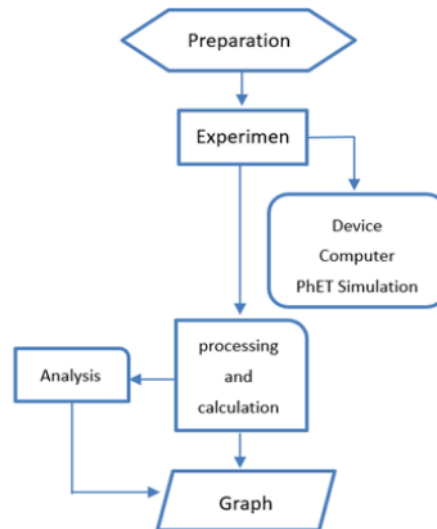 Preparation
Experimen
Device
Computer
PhET Simulation
processing
and
calculation
Analysis
Graph